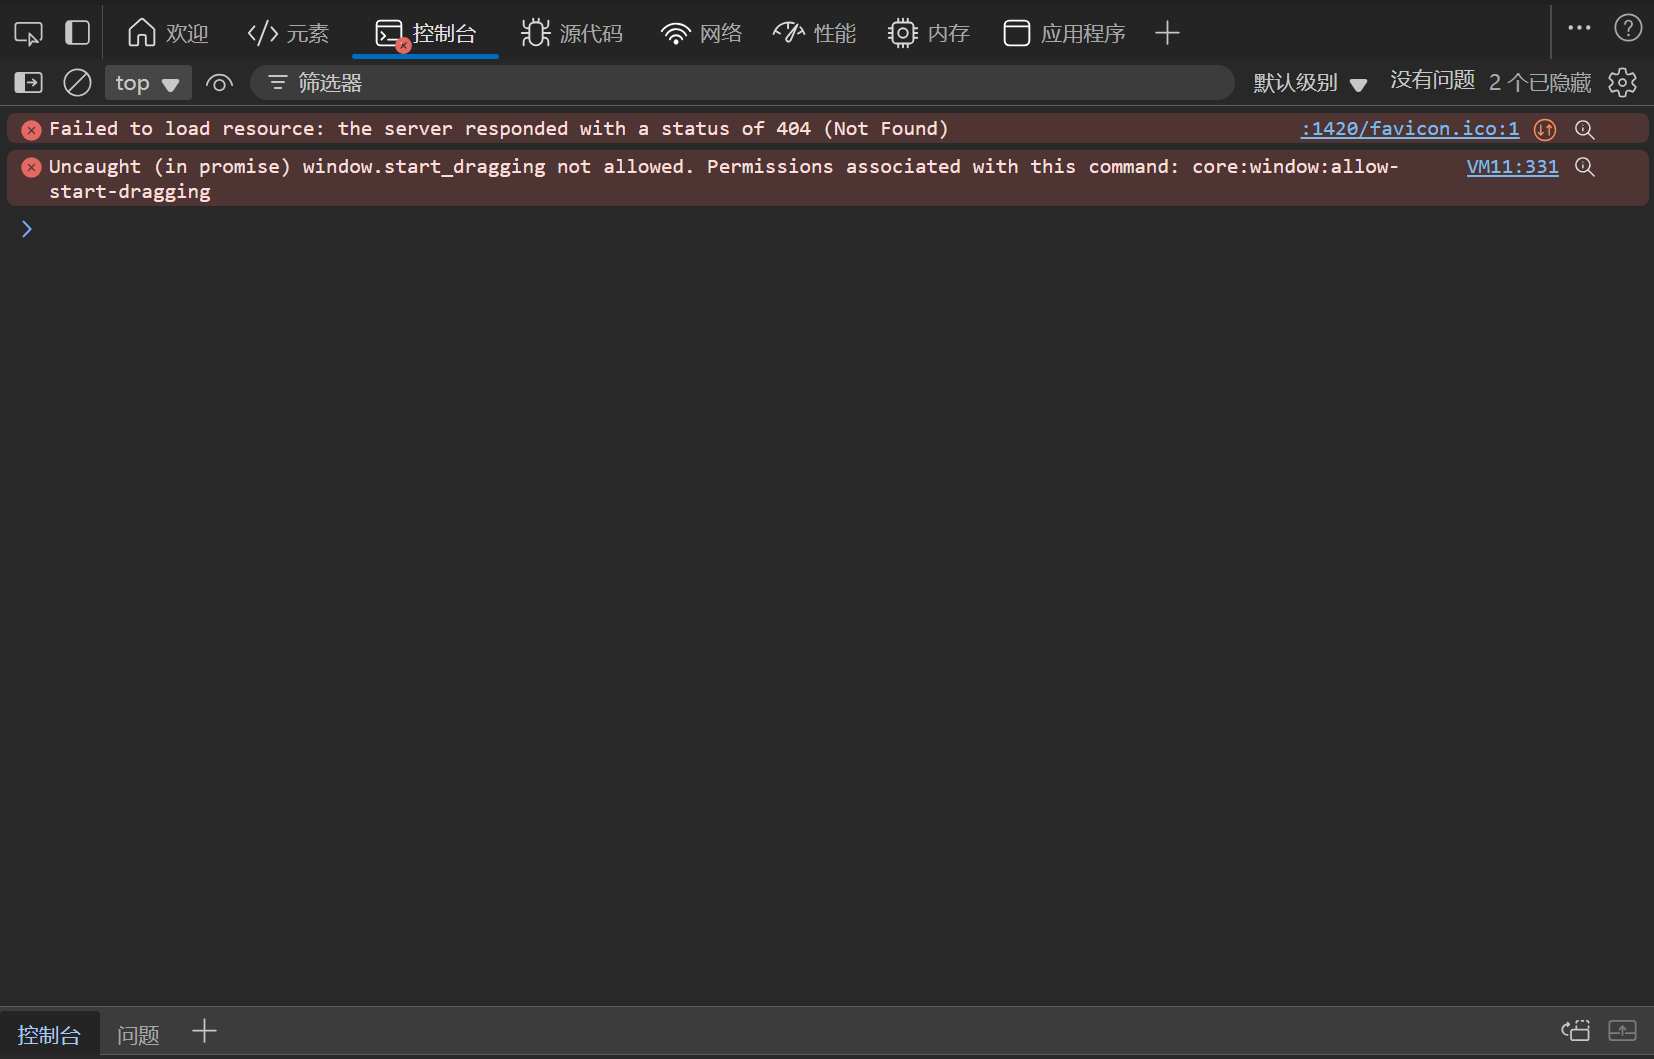 欢迎 元素 控制台 源代码 网络 性能 内存 应用程序
top 筛选器 默认级别 没有问题 2 个已隐藏
Failed to load resource: the server responded with a status of 404 (Not Found) :1420/favicon.ico:1
Uncaught (in promise) window.start_dragging not allowed. Permissions associated with this command: core:window:allow- VM11:331
start-dragging
控制台 问题